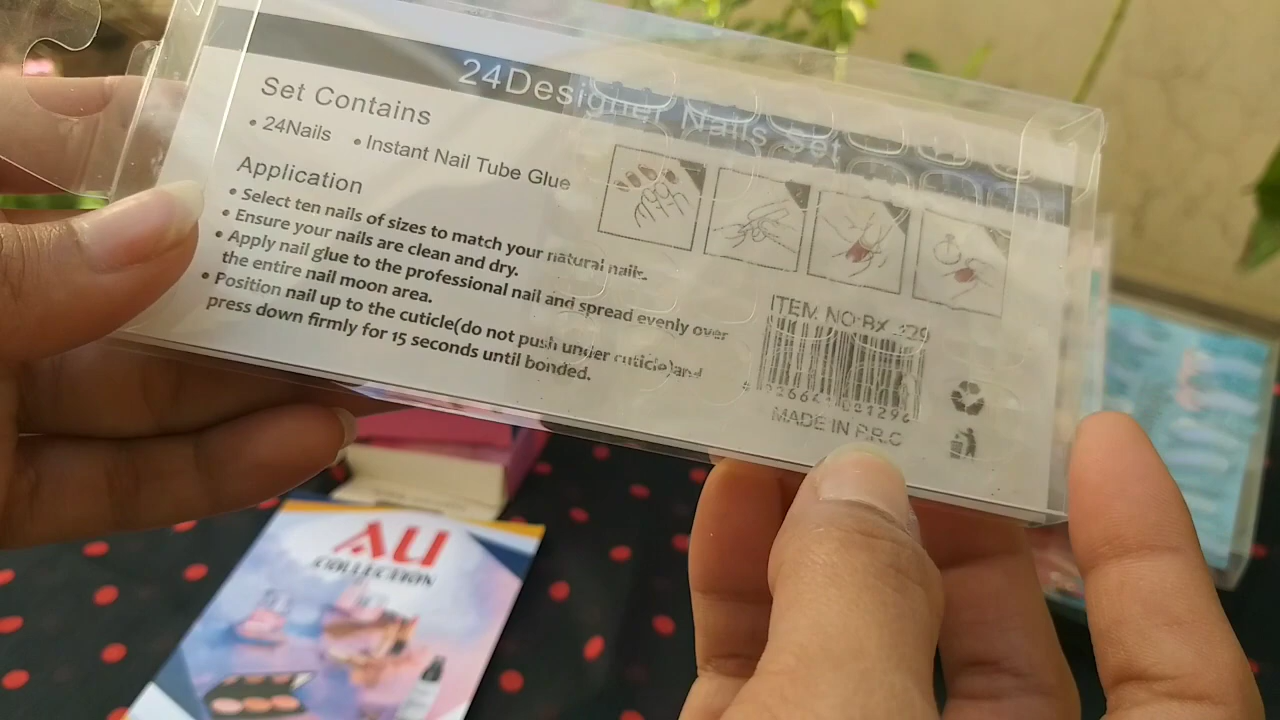 24Designer Nails Set
Set Contains
• 24Nails • Instant Nail Tube Glue
Application
• Select ten nails of sizes to match your natural nails.
• Ensure your nails are clean and dry.
• Apply nail glue to the professional nail and spread evenly over
the entire nail moon area.
• Position nail up to the cuticle(do not push under cuticle)and
press down firmly for 15 seconds until bonded.
ITEM NO:BX
MADE IN P.R.C
AU
COLLECTION